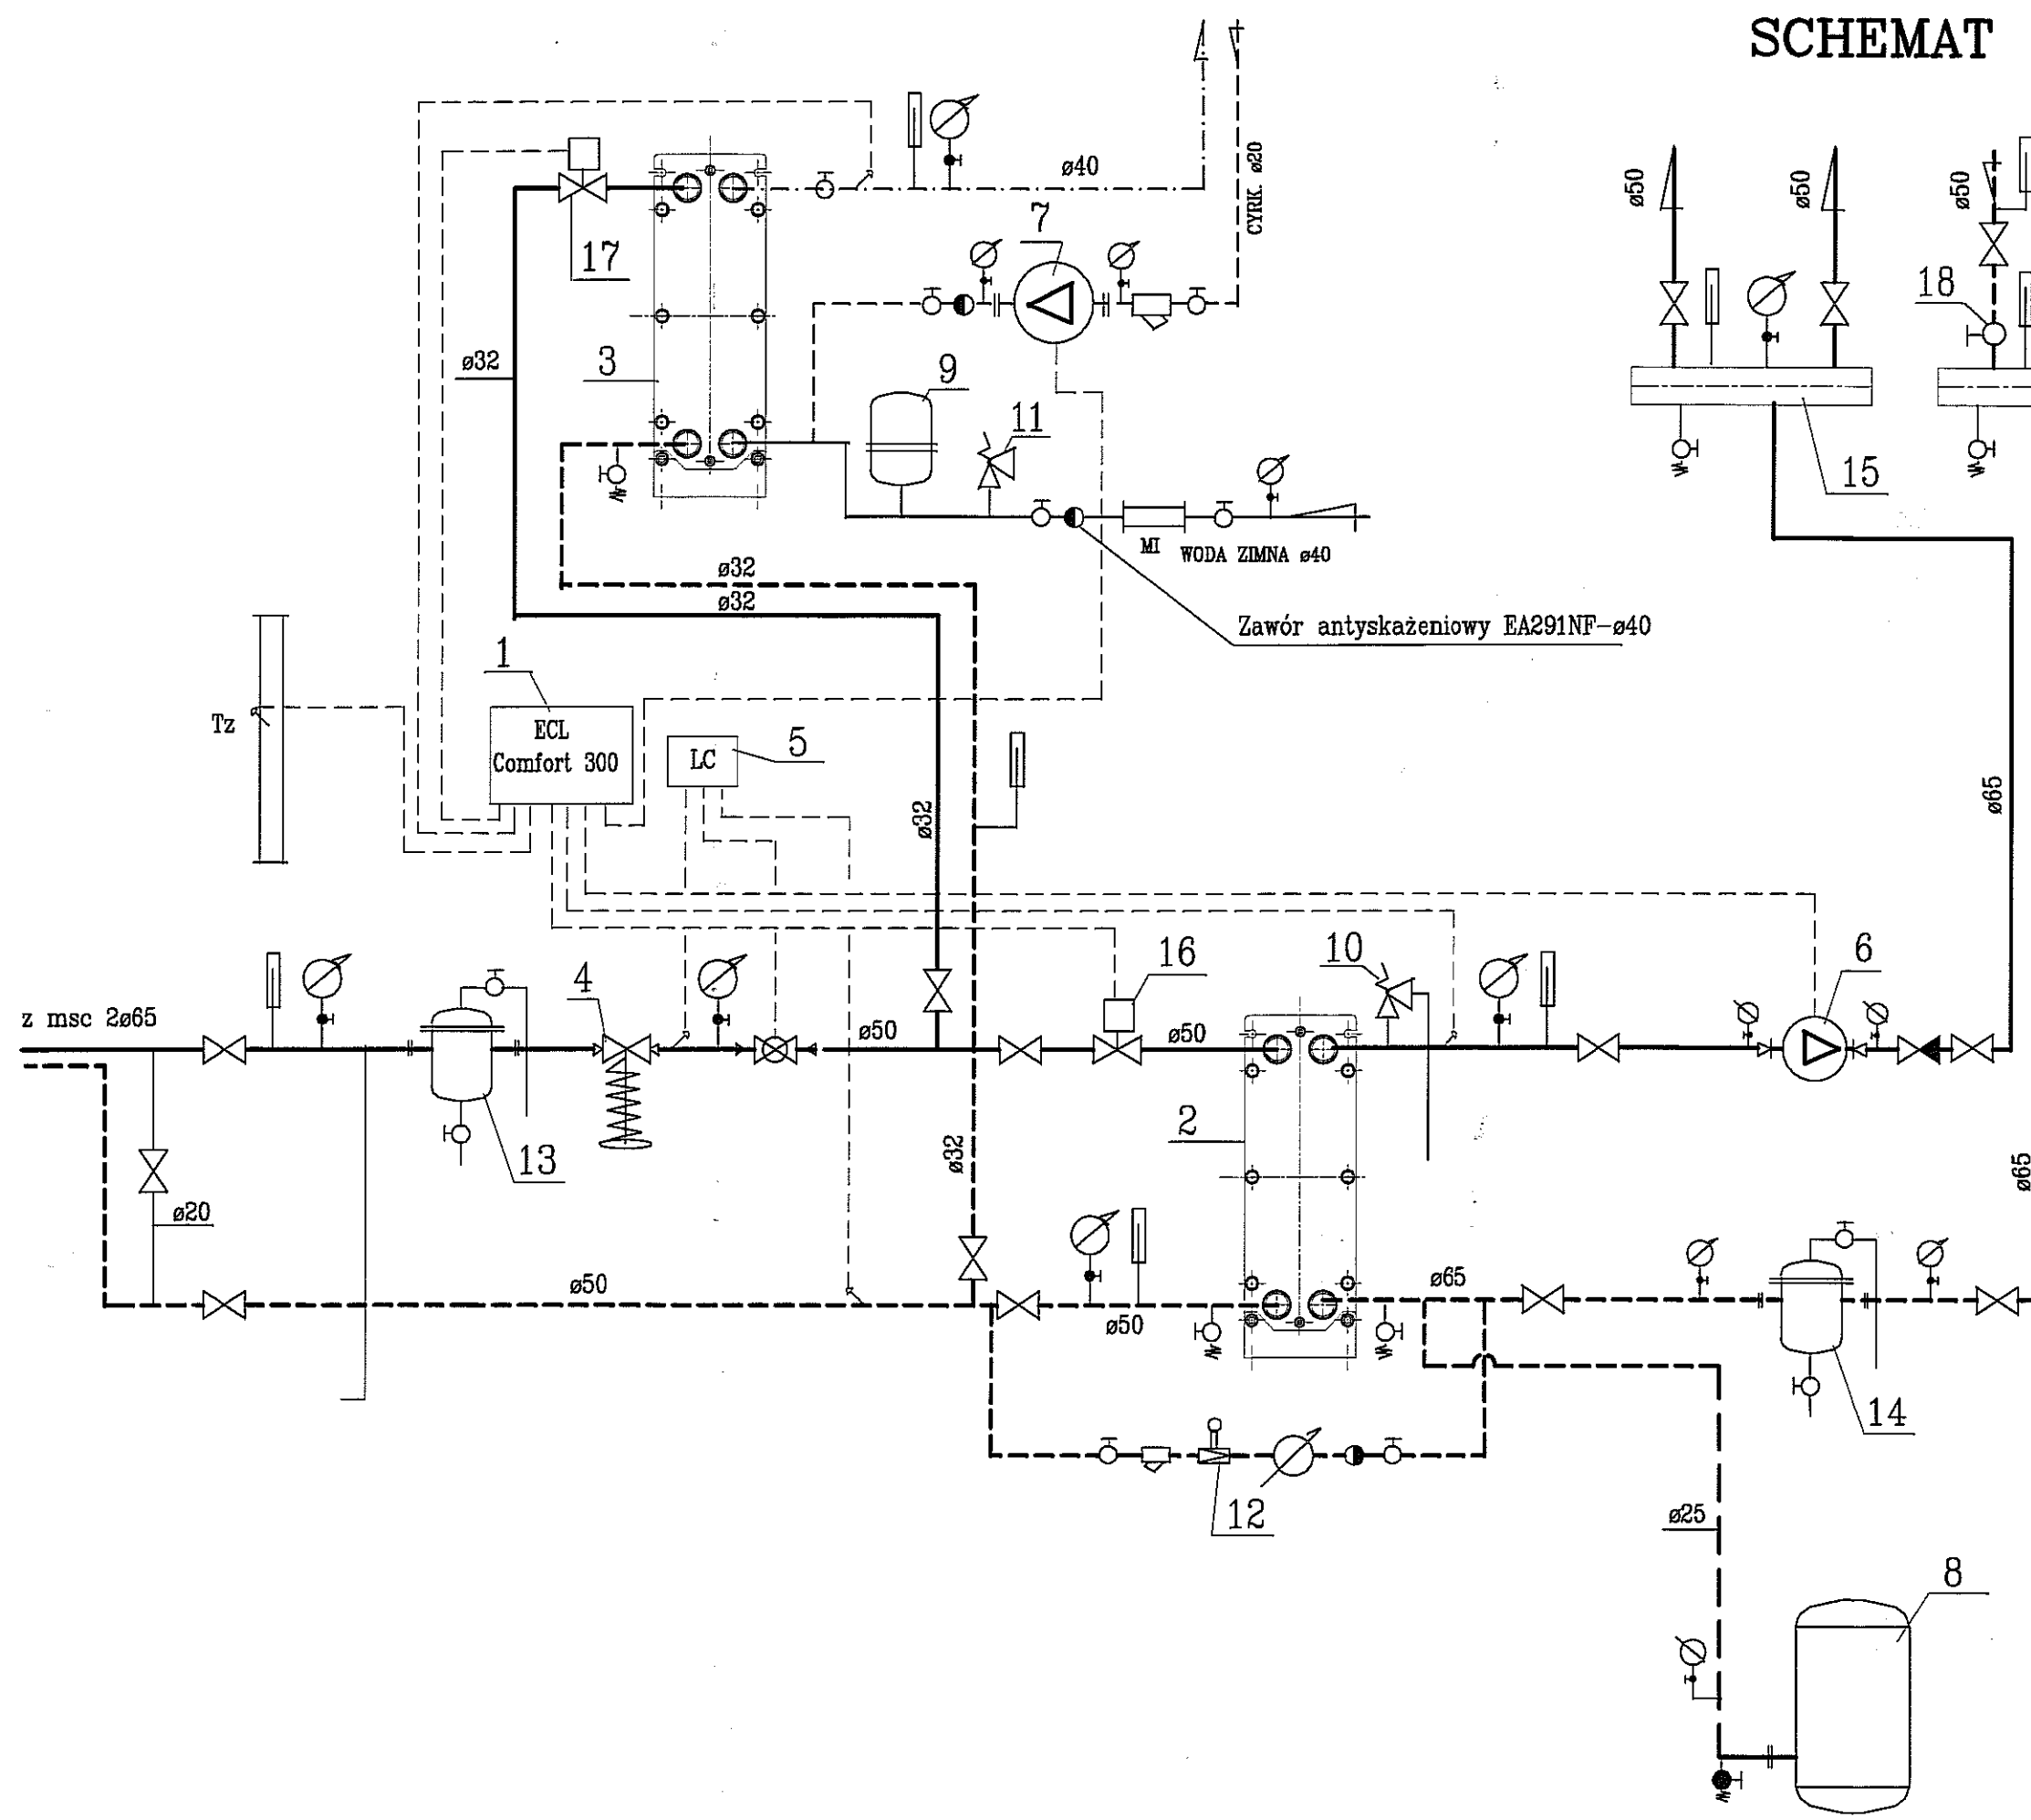 SCHEMAT
ø40
CYRK. ø20
ø50
ø50
ø50
7
17
18
ø32
3
9
11
15
MI
WODA ZIMNA ø40
ø32
ø32
Zawór antyskażeniowy EA291NF-ø40
1
Tz
ECL
Comfort 300
LC
5
ø32
ø65
16
10
6
4
z msc 2ø65
ø50
ø50
2
13
ø32
ø65
ø20
ø50
ø65
ø50
14
12
ø25
8